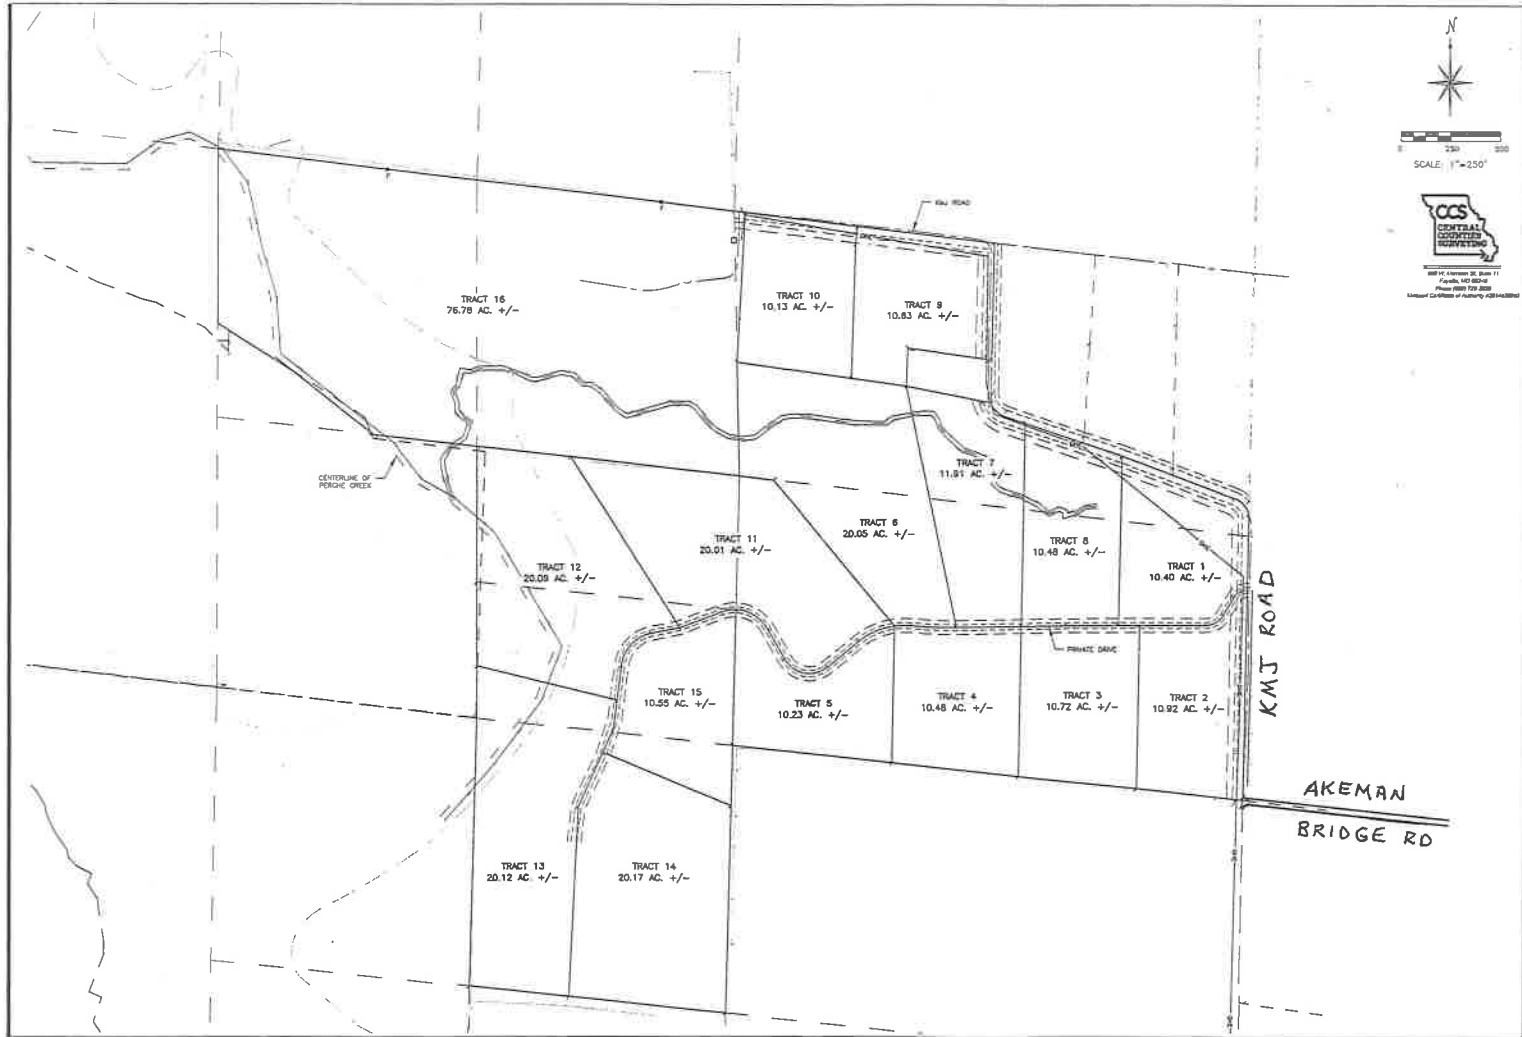 N
0 250 500
SCALE: 1"=250'
CCS
CENTRAL
COUNTIES
SURVEYING
KMJ ROAD
TRACT 16
76.78 AC. +/-
TRACT 10
10.13 AC. +/-
TRACT 9
10.83 AC. +/-
CENTERLINE OF
PERCHE CREEK
TRACT 7
11.91 AC. +/-
TRACT 6
20.05 AC. +/-
TRACT 11
20.01 AC. +/-
TRACT 8
10.48 AC. +/-
TRACT 12
20.09 AC. +/-
TRACT 1
10.40 AC. +/-
KMJ ROAD
PRIVATE DRIVE
TRACT 15
10.55 AC. +/-
TRACT 5
10.23 AC. +/-
TRACT 4
10.48 AC. +/-
TRACT 3
10.72 AC. +/-
TRACT 2
10.92 AC. +/-
AKEMAN
BRIDGE RD
TRACT 13
20.12 AC. +/-
TRACT 14
20.17 AC. +/-